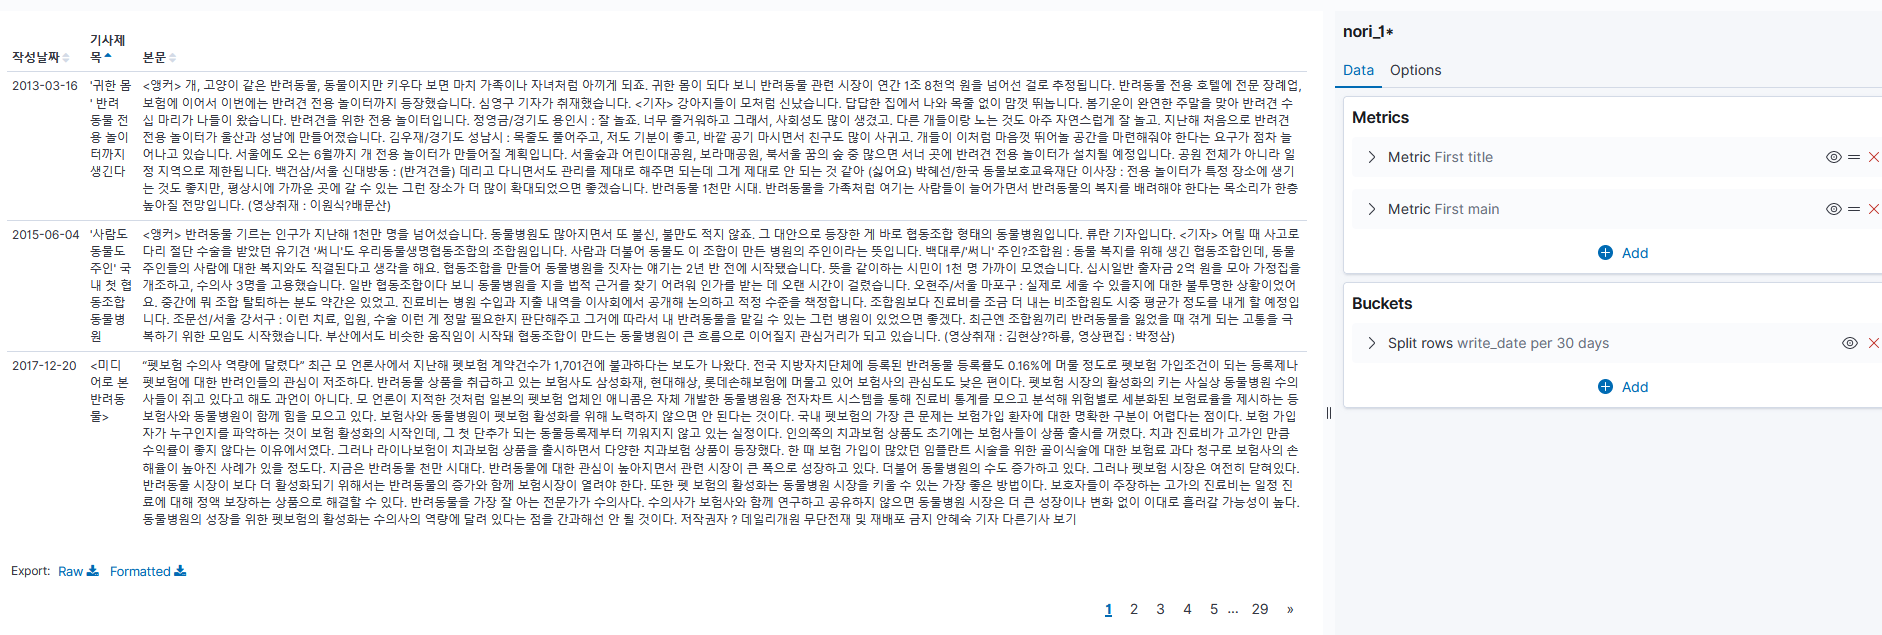 작성날짜
기사제
목
본문
2013-03-16
'귀한 몸
' 반려
동물 전
용 놀이
터까지
생긴다
<앵커> 개, 고양이 같은 반려동물, 동물이지만 키우다 보면 마치 가족이나 자녀처럼 아끼게 되죠. 귀한 몸이 되다 보니 반려동물 관련 시장이 연간 1조 8천억 원을 넘어선 걸로 추정됩니다. 반려동물 전용 호텔에 전문 장례업,
보험에 이어서 이번에는 반려견 전용 놀이터까지 등장했습니다. 심영구 기자가 취재했습니다. <기자> 강아지들이 모처럼 신났습니다. 답답한 집에서 나와 목줄 없이 맘껏 뛰놉니다. 봄기운이 완연한 주말을 맞아 반려견 수
십 마리가 나들이 왔습니다. 반려견을 위한 전용 놀이터입니다. 정영금/경기도 용인시 : 잘 놀죠. 너무 즐거워하고 그래서, 사회성도 많이 생겼고. 다른 개들이랑 노는 것도 아주 자연스럽게 잘 놀고. 지난해 처음으로 반려견
전용 놀이터가 울산과 성남에 만들어졌습니다. 김우재/경기도 성남시 : 목줄도 풀어주고, 저도 기분이 좋고, 바깥 공기 마시면서 친구도 많이 사귀고. 개들이 이처럼 마음껏 뛰어놀 공간을 마련해줘야 한다는 요구가 점차 늘
어나고 있습니다. 서울에도 오는 6월까지 개 전용 놀이터가 만들어질 계획입니다. 서울숲과 어린이대공원, 보라매공원, 북서울 꿈의 숲 중 많으면 서너 곳에 반려견 전용 놀이터가 설치될 예정입니다. 공원 전체가 아니라 일
정 지역으로 제한됩니다. 백건삼/서울 신대방동 : (반겨견을) 데리고 다니면서도 관리를 제대로 해주면 되는데 그게 제대로 안 되는 것 같아 (싫어요) 박혜선/한국 동물보호교육재단 이사장 : 전용 놀이터가 특정 장소에 생기
는 것도 좋지만, 평상시에 가까운 곳에 갈 수 있는 그런 장소가 더 많이 확대되었으면 좋겠습니다. 반려동물 1천만 시대. 반려동물을 가족처럼 여기는 사람들이 늘어가면서 반려동물의 복지를 배려해야 한다는 목소리가 한층
높아질 전망입니다. (영상취재 : 이원식?배문산)
2015-06-04
'사람도
동물도
주인' 국
내 첫 협
동조합
동물병
원
<앵커> 반려동물 기르는 인구가 지난해 1천만 명을 넘어섰습니다. 동물병원도 많아지면서 또 불신, 불만도 적지 않죠. 그 대안으로 등장한 게 바로 협동조합 형태의 동물병원입니다. 류란 기자입니다. <기자> 어릴 때 사고로
다리 절단 수술을 받았던 유기견 '써니'도 우리동물생명협동조합의 조합원입니다. 사람과 더불어 동물도 이 조합이 만든 병원의 주인이라는 뜻입니다. 백대루/'써니' 주인?조합원 : 동물 복지를 위해 생긴 협동조합인데, 동물
주인들의 사람에 대한 복지와도 직결된다고 생각을 해요. 협동조합을 만들어 동물병원을 짓자는 얘기는 2년 반 전에 시작됐습니다. 뜻을 같이하는 시민이 1천 명 가까이 모였습니다. 십시일반 출자금 2억 원을 모아 가정집을
개조하고, 수의사 3명을 고용했습니다. 일반 협동조합이다 보니 동물병원을 지을 법적 근거를 찾기 어려워 인가를 받는 데 오랜 시간이 걸렸습니다. 오현주/서울 마포구 : 실제로 세울 수 있을지에 대한 불투명한 상황이었어
요. 중간에 뭐 조합 탈퇴하는 분도 약간은 있었고. 진료비는 병원 수입과 지출 내역을 이사회에서 공개해 논의하고 적정 수준을 책정합니다. 조합원보다 진료비를 조금 더 내는 비조합원도 시중 평균가 정도를 내게 할 예정입
니다. 조문선/서울 강서구 : 이런 치료, 입원, 수술 이런 게 정말 필요한지 판단해주고 그거에 따라서 내 반려동물을 맡길 수 있는 그런 병원이 있었으면 좋겠다. 최근엔 조합원끼리 반려동물을 잃었을 때 겪게 되는 고통을 극
복하기 위한 모임도 시작했습니다. 부산에서도 비슷한 움직임이 시작돼 협동조합이 만드는 동물병원이 큰 흐름으로 이어질지 관심거리가 되고 있습니다. (영상취재 : 김현상?하륭, 영상편집 : 박정삼)
2017-12-20
<미디
어로 본
반려동
물>
“펫보험 수의사 역량에 달렸다” 최근 모 언론사에서 지난해 펫보험 계약건수가 1,701건에 불과하다는 보도가 나왔다. 전국 지방자치단체에 등록된 반려동물 등록률도 0.16%에 머물 정도로 펫보험 가입조건이 되는 등록제나
펫보험에 대한 반려인들의 관심이 저조하다. 반려동물 상품을 취급하고 있는 보험사도 삼성화재, 현대해상, 롯데손해보험에 머물고 있어 보험사의 관심도도 낮은 편이다. 펫보험 시장의 활성화의 키는 사실상 동물병원 수의
사들이 쥐고 있다고 해도 과언이 아니다. 모 언론이 지적한 것처럼 일본의 펫보험 업체인 애니콤은 자체 개발한 동물병원용 전자차트 시스템을 통해 진료비 통계를 모으고 분석해 위험별로 세분화된 보험료율을 제시하는 등
보험사와 동물병원이 함께 힘을 모으고 있다. 보험사와 동물병원이 펫보험 활성화를 위해 노력하지 않으면 안 된다는 것이다. 국내 펫보험의 가장 큰 문제는 보험가입 환자에 대한 명확한 구분이 어렵다는 점이다. 보험 가입
자가 누구인지를 파악하는 것이 보험 활성화의 시작인데, 그 첫 단추가 되는 동물등록제부터 끼워지지 않고 있는 실정이다. 인의쪽의 치과보험 상품도 초기에는 보험사들이 상품 출시를 꺼렸다. 치과 진료비가 고가인 만큼
수익률이 좋지 않다는 이유에서였다. 그러나 라이나보험이 치과보험 상품을 출시하면서 다양한 치과보험 상품이 등장했다. 한 때 보험 가입이 많았던 임플란트 시술을 위한 골이식술에 대한 보험료 과다 청구로 보험사의 손
해율이 높아진 사례가 있을 정도다. 지금은 반려동물 천만 시대다. 반려동물에 대한 관심이 높아지면서 관련 시장이 큰 폭으로 성장하고 있다. 더불어 동물병원의 수도 증가하고 있다. 그러나 펫보험 시장은 여전히 닫혀있다.
반려동물 시장이 보다 더 활성화되기 위해서는 반려동물의 증가와 함께 보험시장이 열려야 한다. 또한 펫 보험의 활성화는 동물병원 시장을 키울 수 있는 가장 좋은 방법이다. 보호자들이 주장하는 고가의 진료비는 일정 진
료에 대해 정액 보장하는 상품으로 해결할 수 있다. 반려동물을 가장 잘 아는 전문가가 수의사다. 수의사가 보험사와 함께 연구하고 공유하지 않으면 동물병원 시장은 더 큰 성장이나 변화 없이 이대로 흘러갈 가능성이 높다.
동물병원의 성장을 위한 펫보험의 활성화는 수의사의 역량에 달려 있다는 점을 간과해선 안 될 것이다. 저작권자 ? 데일리개원 무단전재 및 재배포 금지 안혜숙 기자 다른기사 보기
Export: Raw Formatted
1 2 3 4 5 ... 29 »
nori_1*
Data Options
Metrics
Metric First title
Metric First main
Add
Buckets
Split rows write_date per 30 days
Add